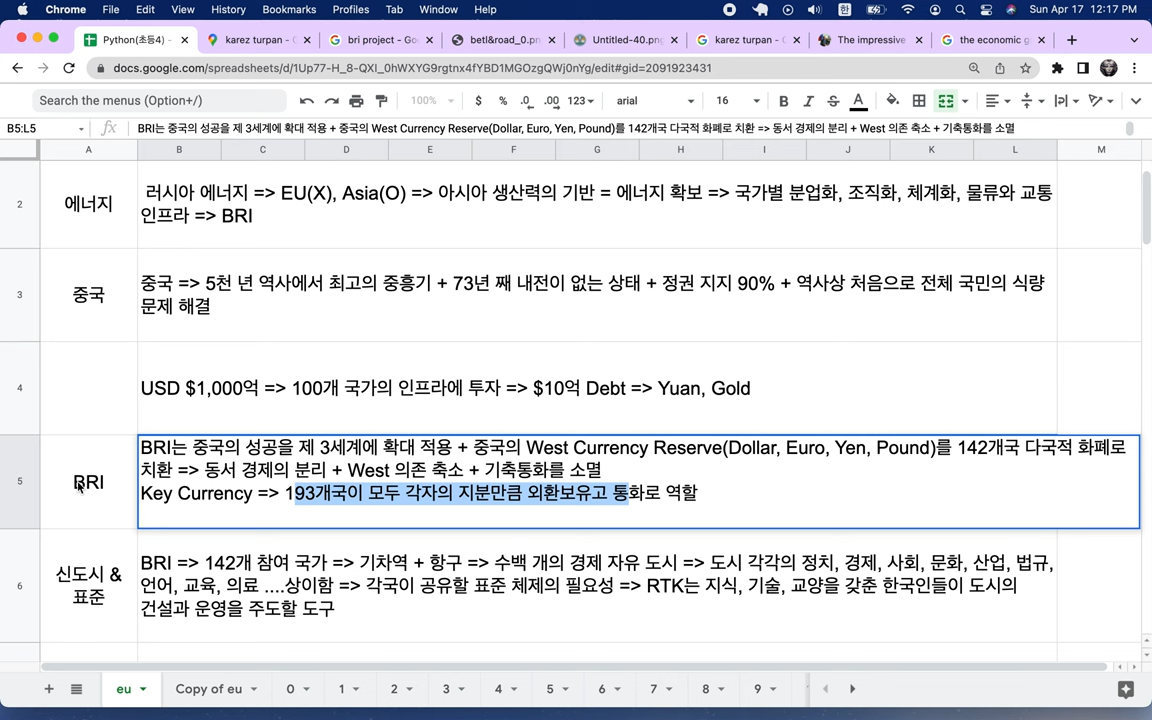 Chrome File Edit View History Bookmarks Profiles Tab Window Help 한 Sun Apr 17 12:17 PM
Python(초등4) - karez turpan - G bri project - Goo betl&road_0.pn Untitled-40.png karez turpan - G The impressive the economic g
docs.google.com/spreadsheets/d/1Up77-H_8-QXI_0hWXYG9rgtnx4fYBD1MGOzgQWj0nYg/edit#gid=2091923431
Search the menus (Option+/) 100% $ % .0 .00 123 arial 16 B I S A
B5:L5 fx BRI는 중국의 성공을 제 3세계에 확대 적용 + 중국의 West Currency Reserve(Dollar, Euro, Yen, Pound)를 142개국 다국적 화폐로 치환 => 동서 경제의 분리 + West 의존 축소 + 기축통화를 소멸
A B C D E F G H I J K L M
2 에너지 러시아 에너지 => EU(X), Asia(O) => 아시아 생산력의 기반 = 에너지 확보 => 국가별 분업화, 조직화, 체계화, 물류와 교통
인프라 => BRI
3 중국 중국 => 5천 년 역사에서 최고의 중흥기 + 73년 째 내전이 없는 상태 + 정권 지지 90% + 역사상 처음으로 전체 국민의 식량
문제 해결
4 USD $1,000억 => 100개 국가의 인프라에 투자 => $10억 Debt => Yuan, Gold
5 BRI BRI는 중국의 성공을 제 3세계에 확대 적용 + 중국의 West Currency Reserve(Dollar, Euro, Yen, Pound)를 142개국 다국적 화폐로
치환 => 동서 경제의 분리 + West 의존 축소 + 기축통화를 소멸
Key Currency => 193개국이 모두 각자의 지분만큼 외환보유고 통화로 역할
6 신도시 & 표준 BRI => 142개 참여 국가 => 기차역 + 항구 => 수백 개의 경제 자유 도시 => 도시 각각의 정치, 경제, 사회, 문화, 산업, 법규,
언어, 교육, 의료 ....상이함 => 각국이 공유할 표준 체제의 필요성 => RTK는 지식, 기술, 교양을 갖춘 한국인들이 도시의
건설과 운영을 주도할 도구
eu Copy of eu 0 1 2 3 4 5 6 7 8 9